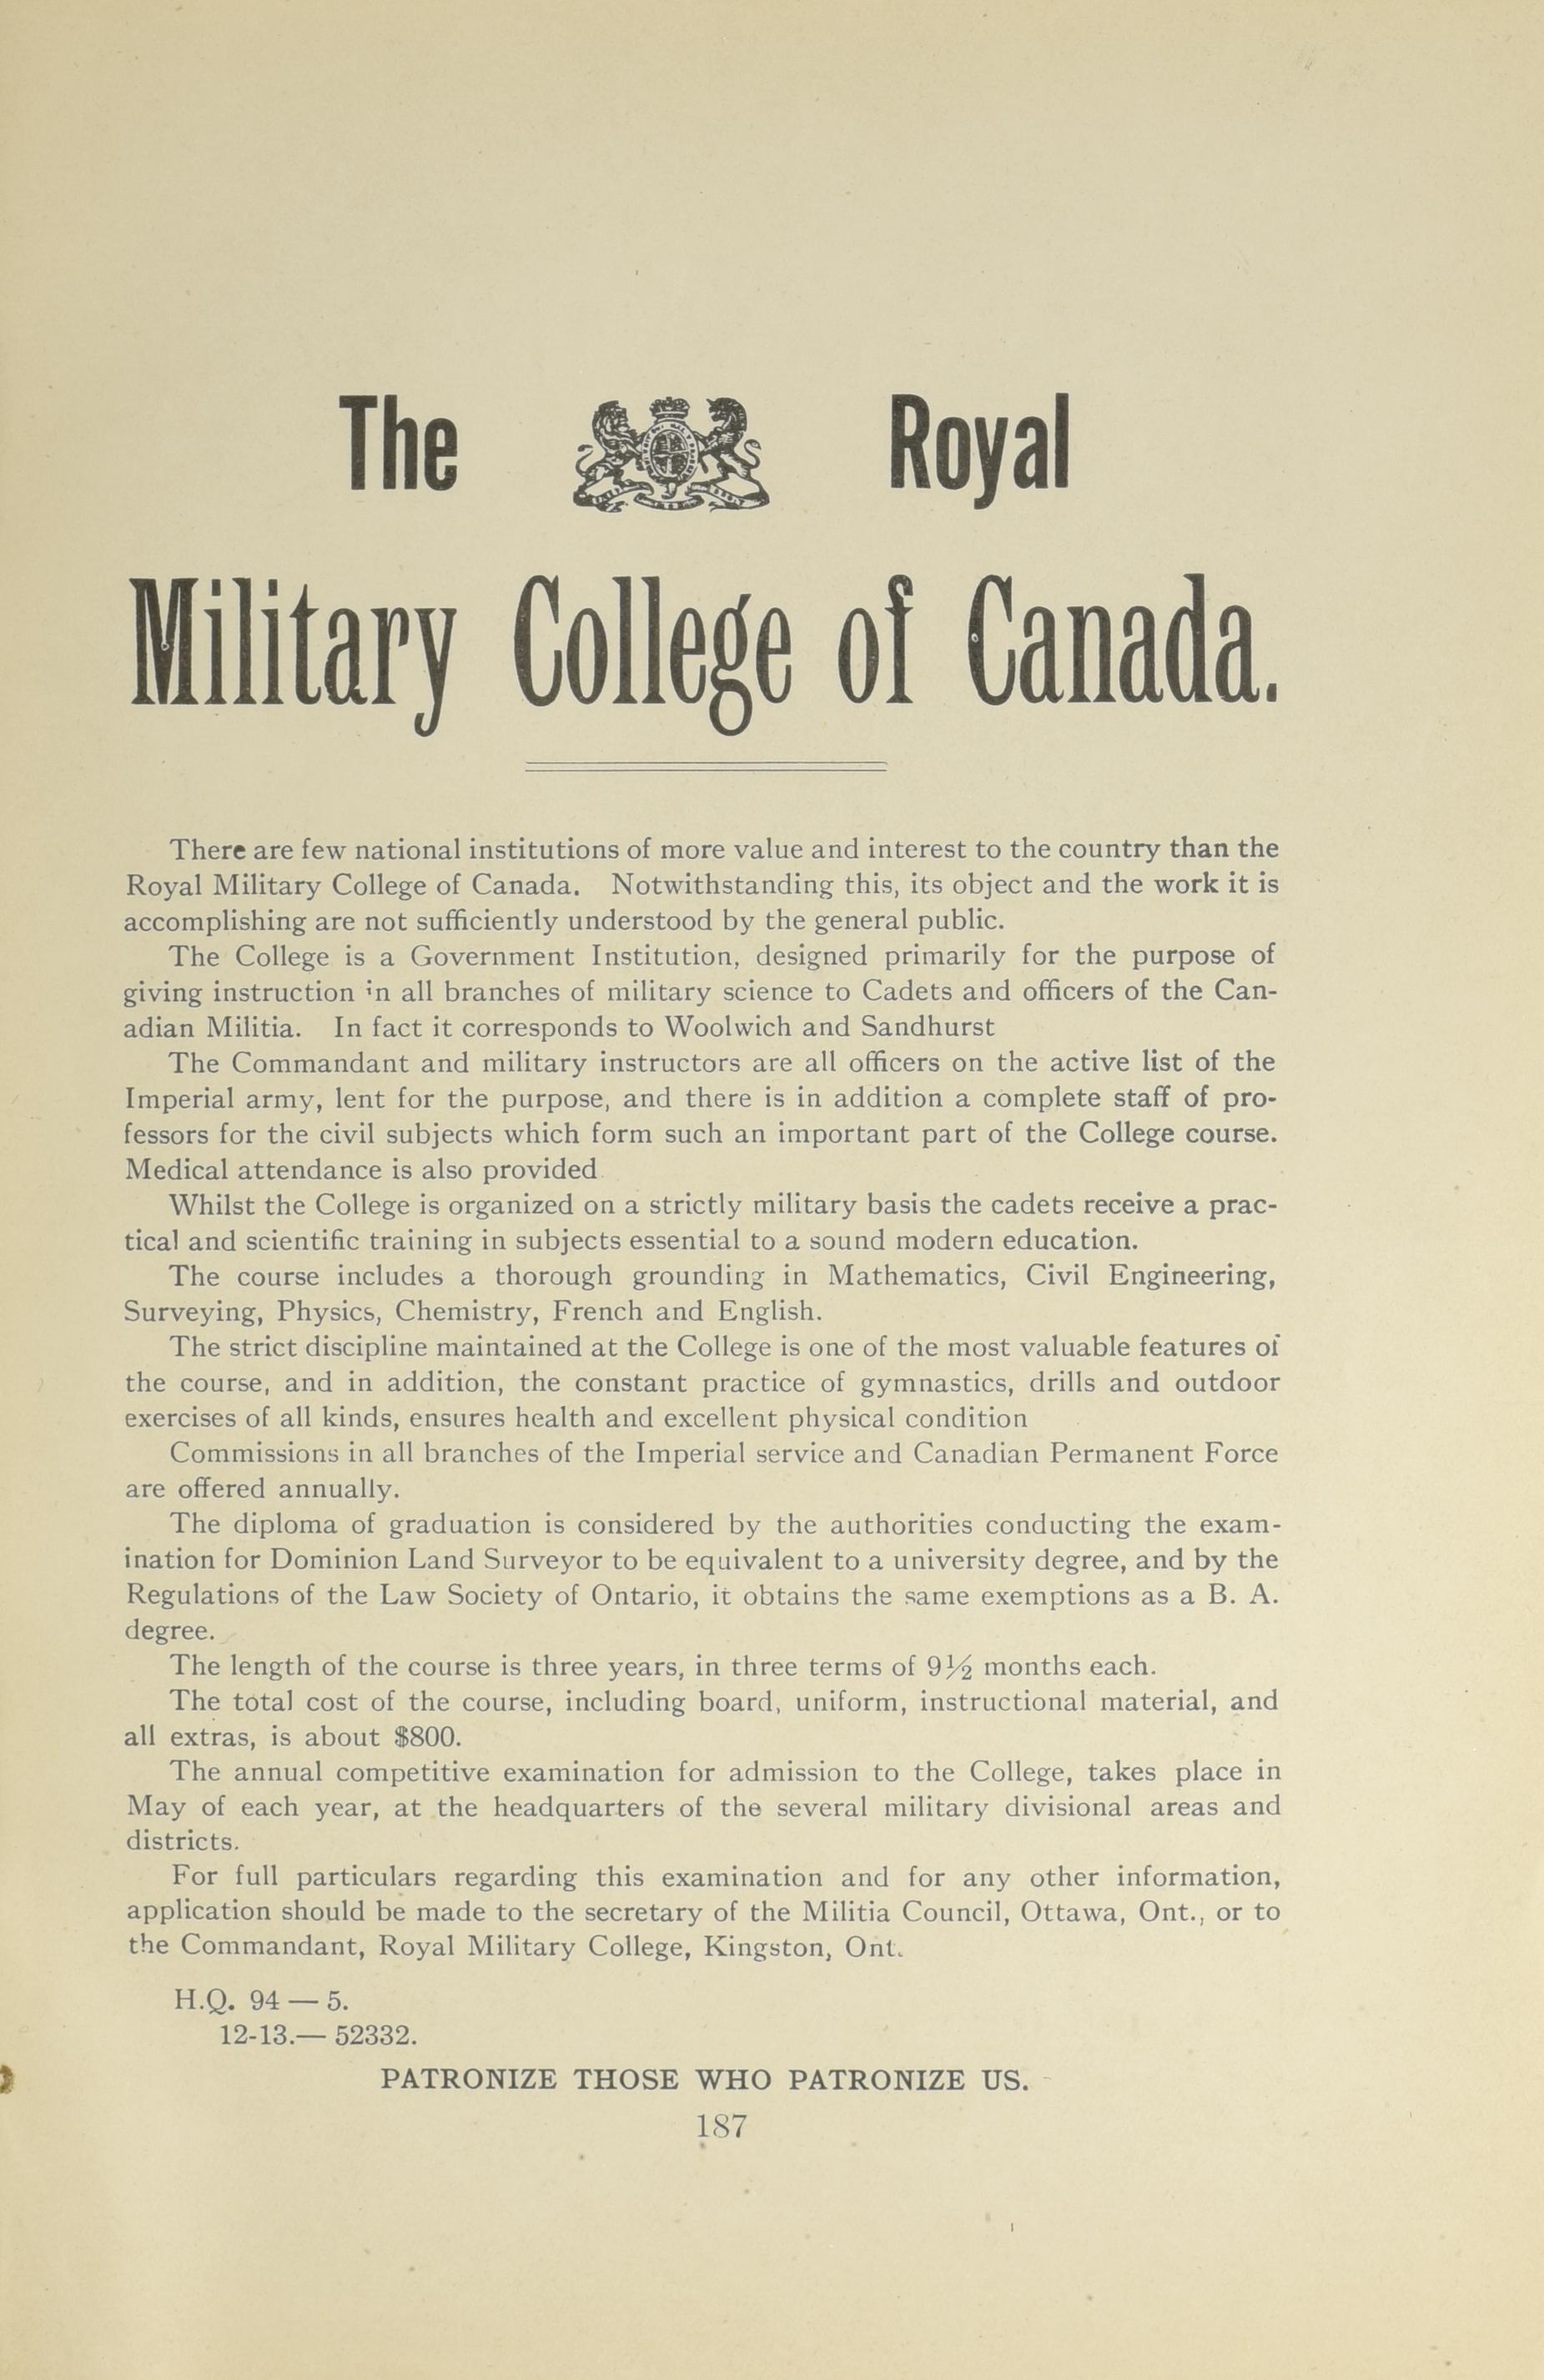 The Royal
Military College of Canada.
There are few national institutions of more value and interest to the country than the
Royal Military College of Canada. Notwithstanding this, its object and the work it is
accomplishing are not sufficiently understood by the general public.
The College is a Government Institution, designed primarily for the purpose of
giving instruction in all branches of military science to Cadets and officers of the Can-
adian Militia. In fact it corresponds to Woolwich and Sandhurst
The Commandant and military instructors are all officers on the active list of the
Imperial army, lent for the purpose, and there is in addition a complete staff of pro-
fessors for the civil subjects which form such an important part of the College course.
Medical attendance is also provided
Whilst the College is organized on a strictly military basis the cadets receive a prac-
tical and scientific training in subjects essential to a sound modern education.
The course includes a thorough grounding in Mathematics, Civil Engineering,
Surveying, Physics, Chemistry, French and English.
The strict discipline maintained at the College is one of the most valuable features of
the course, and in addition, the constant practice of gymnastics, drills and outdoor
exercises of all kinds, ensures health and excellent physical condition
Commissions in all branches of the Imperial service and Canadian Permanent Force
are offered annually.
The diploma of graduation is considered by the authorities conducting the exam-
ination for Dominion Land Surveyor to be equivalent to a university degree, and by the
Regulations of the Law Society of Ontario, it obtains the same exemptions as a B. A.
degree.
The length of the course is three years, in three terms of 9½ months each.
The total cost of the course, including board, uniform, instructional material, and
all extras, is about $800.
The annual competitive examination for admission to the College, takes place in
May of each year, at the headquarters of the several military divisional areas and
districts.
For full particulars regarding this examination and for any other information,
application should be made to the secretary of the Militia Council, Ottawa, Ont., or to
the Commandant, Royal Military College, Kingston, Ont.
H.Q. 94 — 5.
12-13.— 52332.
PATRONIZE THOSE WHO PATRONIZE US.
187